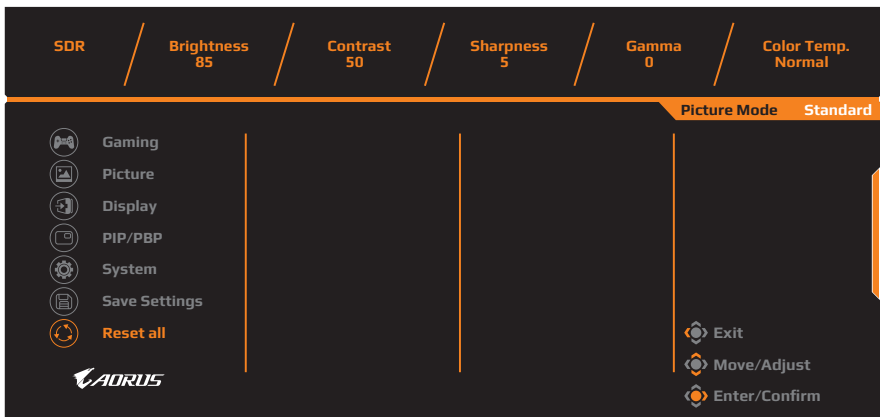 SDR
Brightness
85
Contrast
50
Sharpness
5
Gamma
0
Color Temp.
Normal
Picture Mode Standard
Gaming
Picture
Display
PIP/PBP
System
Save Settings
Reset all
AORUS
Exit
Move/Adjust
Enter/Confirm